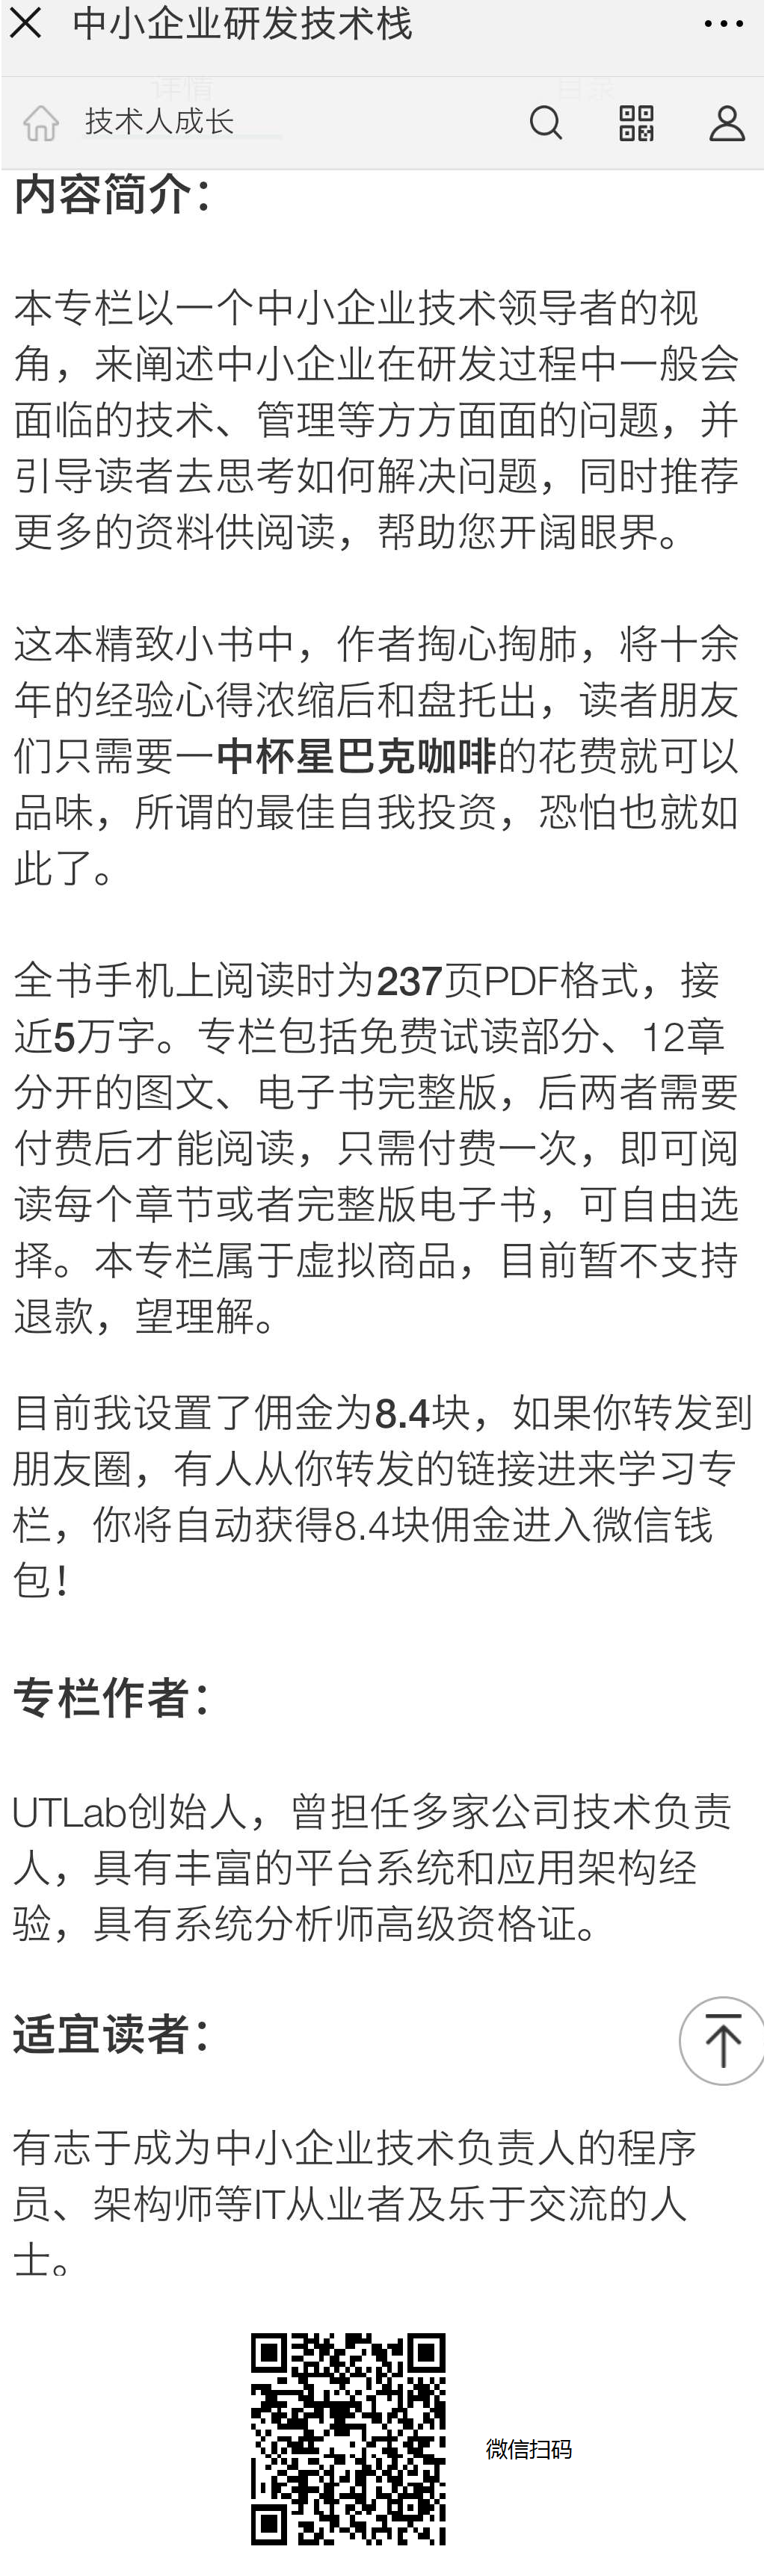 中小企业研发技术栈
详情
目录
技术人成长
内容简介：
本专栏以一个中小企业技术领导者的视
角，来阐述中小企业在研发过程中一般会
面临的技术、管理等方方面面的问题，并
引导读者去思考如何解决问题，同时推荐
更多的资料供阅读，帮助您开阔眼界。
这本精致小书中，作者掏心掏肺，将十余
年的经验心得浓缩后和盘托出，读者朋友
们只需要一中杯星巴克咖啡的花费就可以
品味，所谓的最佳自我投资，恐怕也就如
此了。
全书手机上阅读时为237页PDF格式，接
近5万字。专栏包括免费试读部分、12章
分开的图文、电子书完整版，后两者需要
付费后才能阅读，只需付费一次，即可阅
读每个章节或者完整版电子书，可自由选
择。本专栏属于虚拟商品，目前暂不支持
退款，望理解。
目前我设置了佣金为8.4块，如果你转发到
朋友圈，有人从你转发的链接进来学习专
栏，你将自动获得8.4块佣金进入微信钱
包！
专栏作者：
UTLab创始人，曾担任多家公司技术负责
人，具有丰富的平台系统和应用架构经
验，具有系统分析师高级资格证。
适宜读者：
有志于成为中小企业技术负责人的程序
员、架构师等IT从业者及乐于交流的人
士。
微信扫码